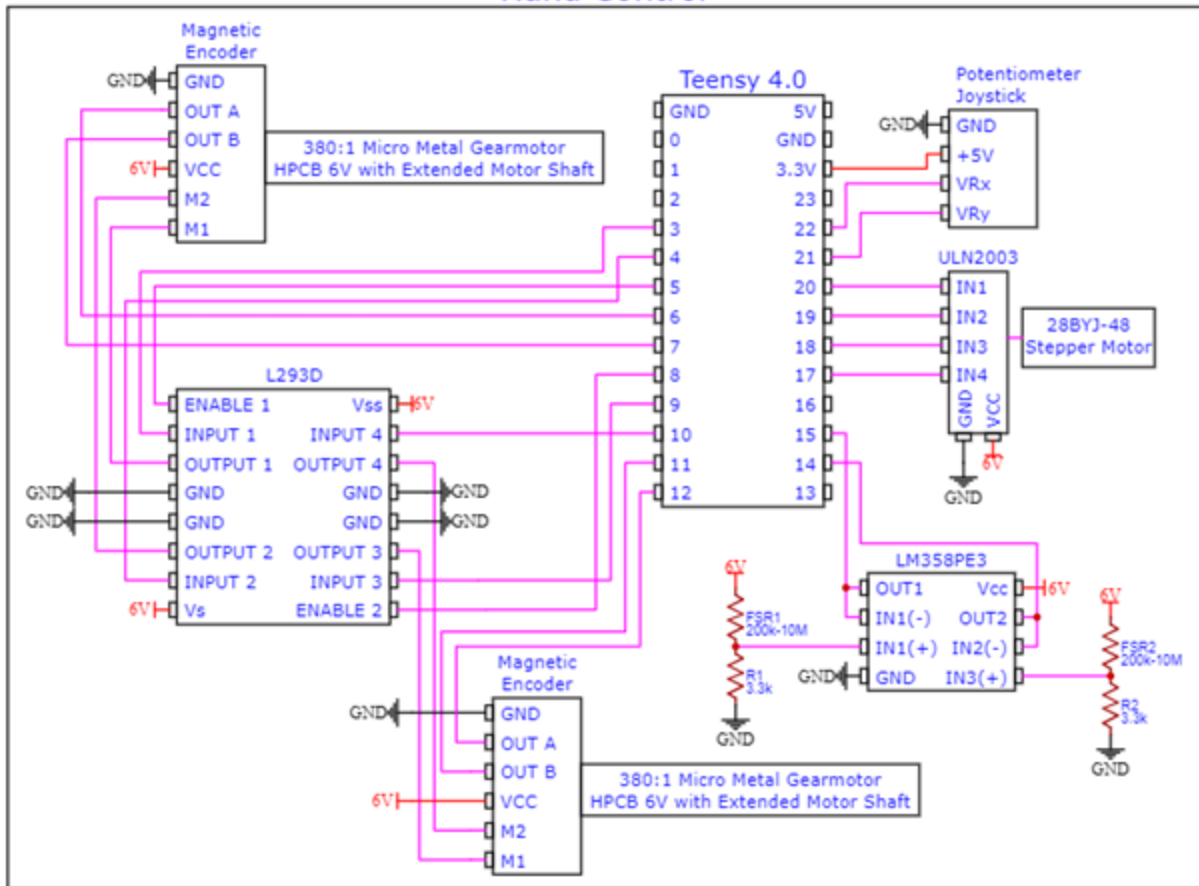 Hand Control
Magnetic
Encoder
GND
GND
OUT A
OUT B
6V
VCC
M2
M1
380:1 Micro Metal Gearmotor
HPCB 6V with Extended Motor Shaft
Teensy 4.0
GND
0
1
2
3
4
5
6
7
8
9
10
11
12
5V
GND
3.3V
23
22
21
20
19
18
17
16
15
14
13
Potentiometer
Joystick
GND
GND
+5V
VRx
VRy
ULN2003
IN1
IN2
IN3
IN4
GND
VCC
GND
6V
28BYJ-48
Stepper Motor
L293D
ENABLE 1
INPUT 1
OUTPUT 1
GND
GND
GND
GND
OUTPUT 2
INPUT 2
6V
Vs
Vss
6V
INPUT 4
OUTPUT 4
GND
GND
GND
GND
OUTPUT 3
INPUT 3
ENABLE 2
6V
FSR1
200k-10M
R1
3.3k
GND
LM358PE3
OUT1
IN1(-)
IN1(+)
GND
GND
Vcc
6V
OUT2
IN2(-)
IN3(+)
6V
FSR2
200k-10M
R2
3.3k
GND
Magnetic
Encoder
GND
GND
OUT A
OUT B
6V
VCC
M2
M1
380:1 Micro Metal Gearmotor
HPCB 6V with Extended Motor Shaft